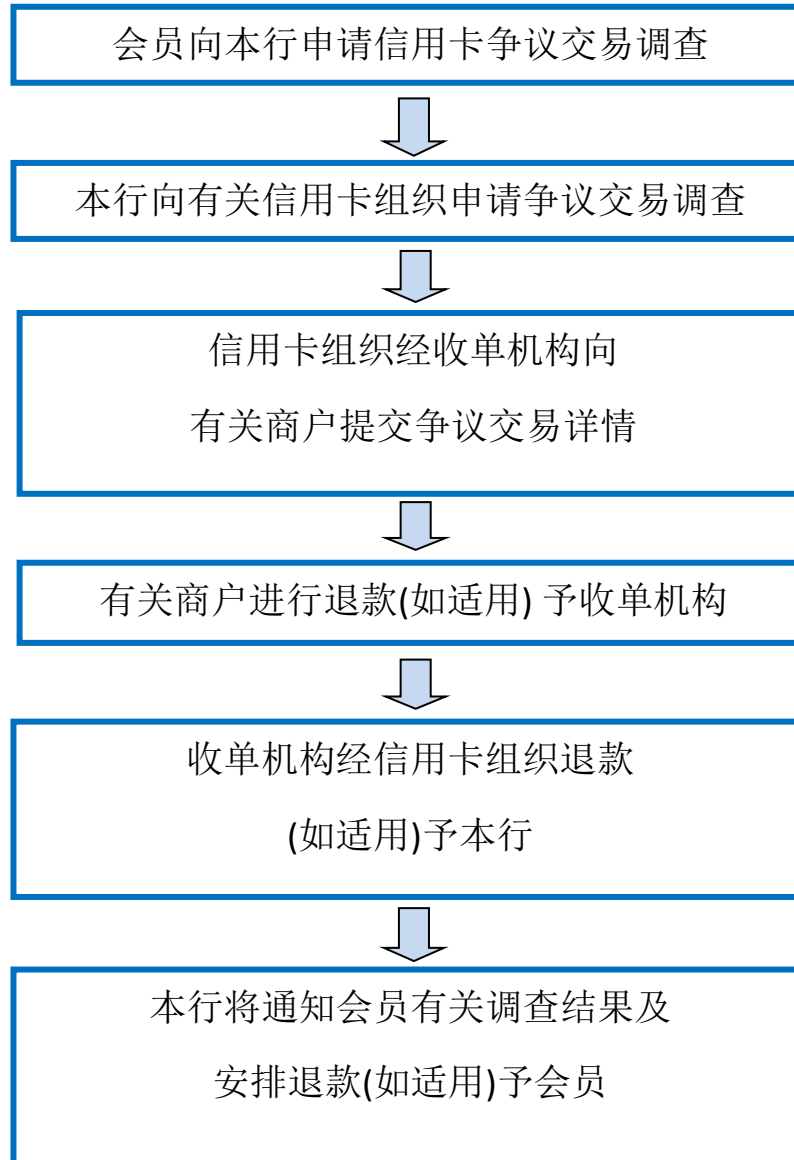 会员向本行申请信用卡争议交易调查
本行向有关信用卡组织申请争议交易调查
信用卡组织经收单机构向
有关商户提交争议交易详情
有关商户进行退款(如适用) 予收单机构
收单机构经信用卡组织退款
(如适用)予本行
本行将通知会员有关调查结果及
安排退款(如适用)予会员